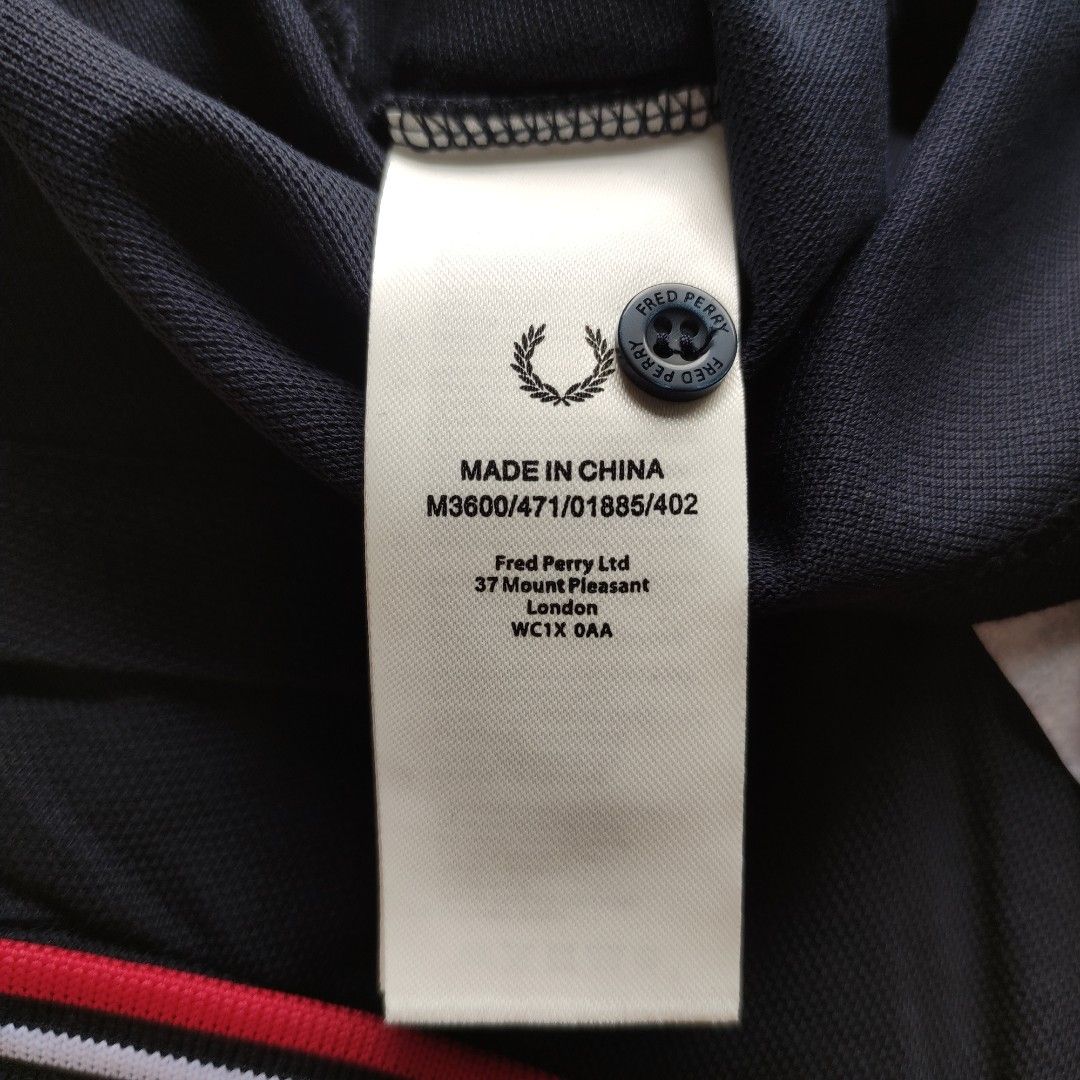 FRED PERRY
FRED PERRY
MADE IN CHINA
M3600/471/01885/402
Fred Perry Ltd
37 Mount Pleasant
London
WC1X 0AA